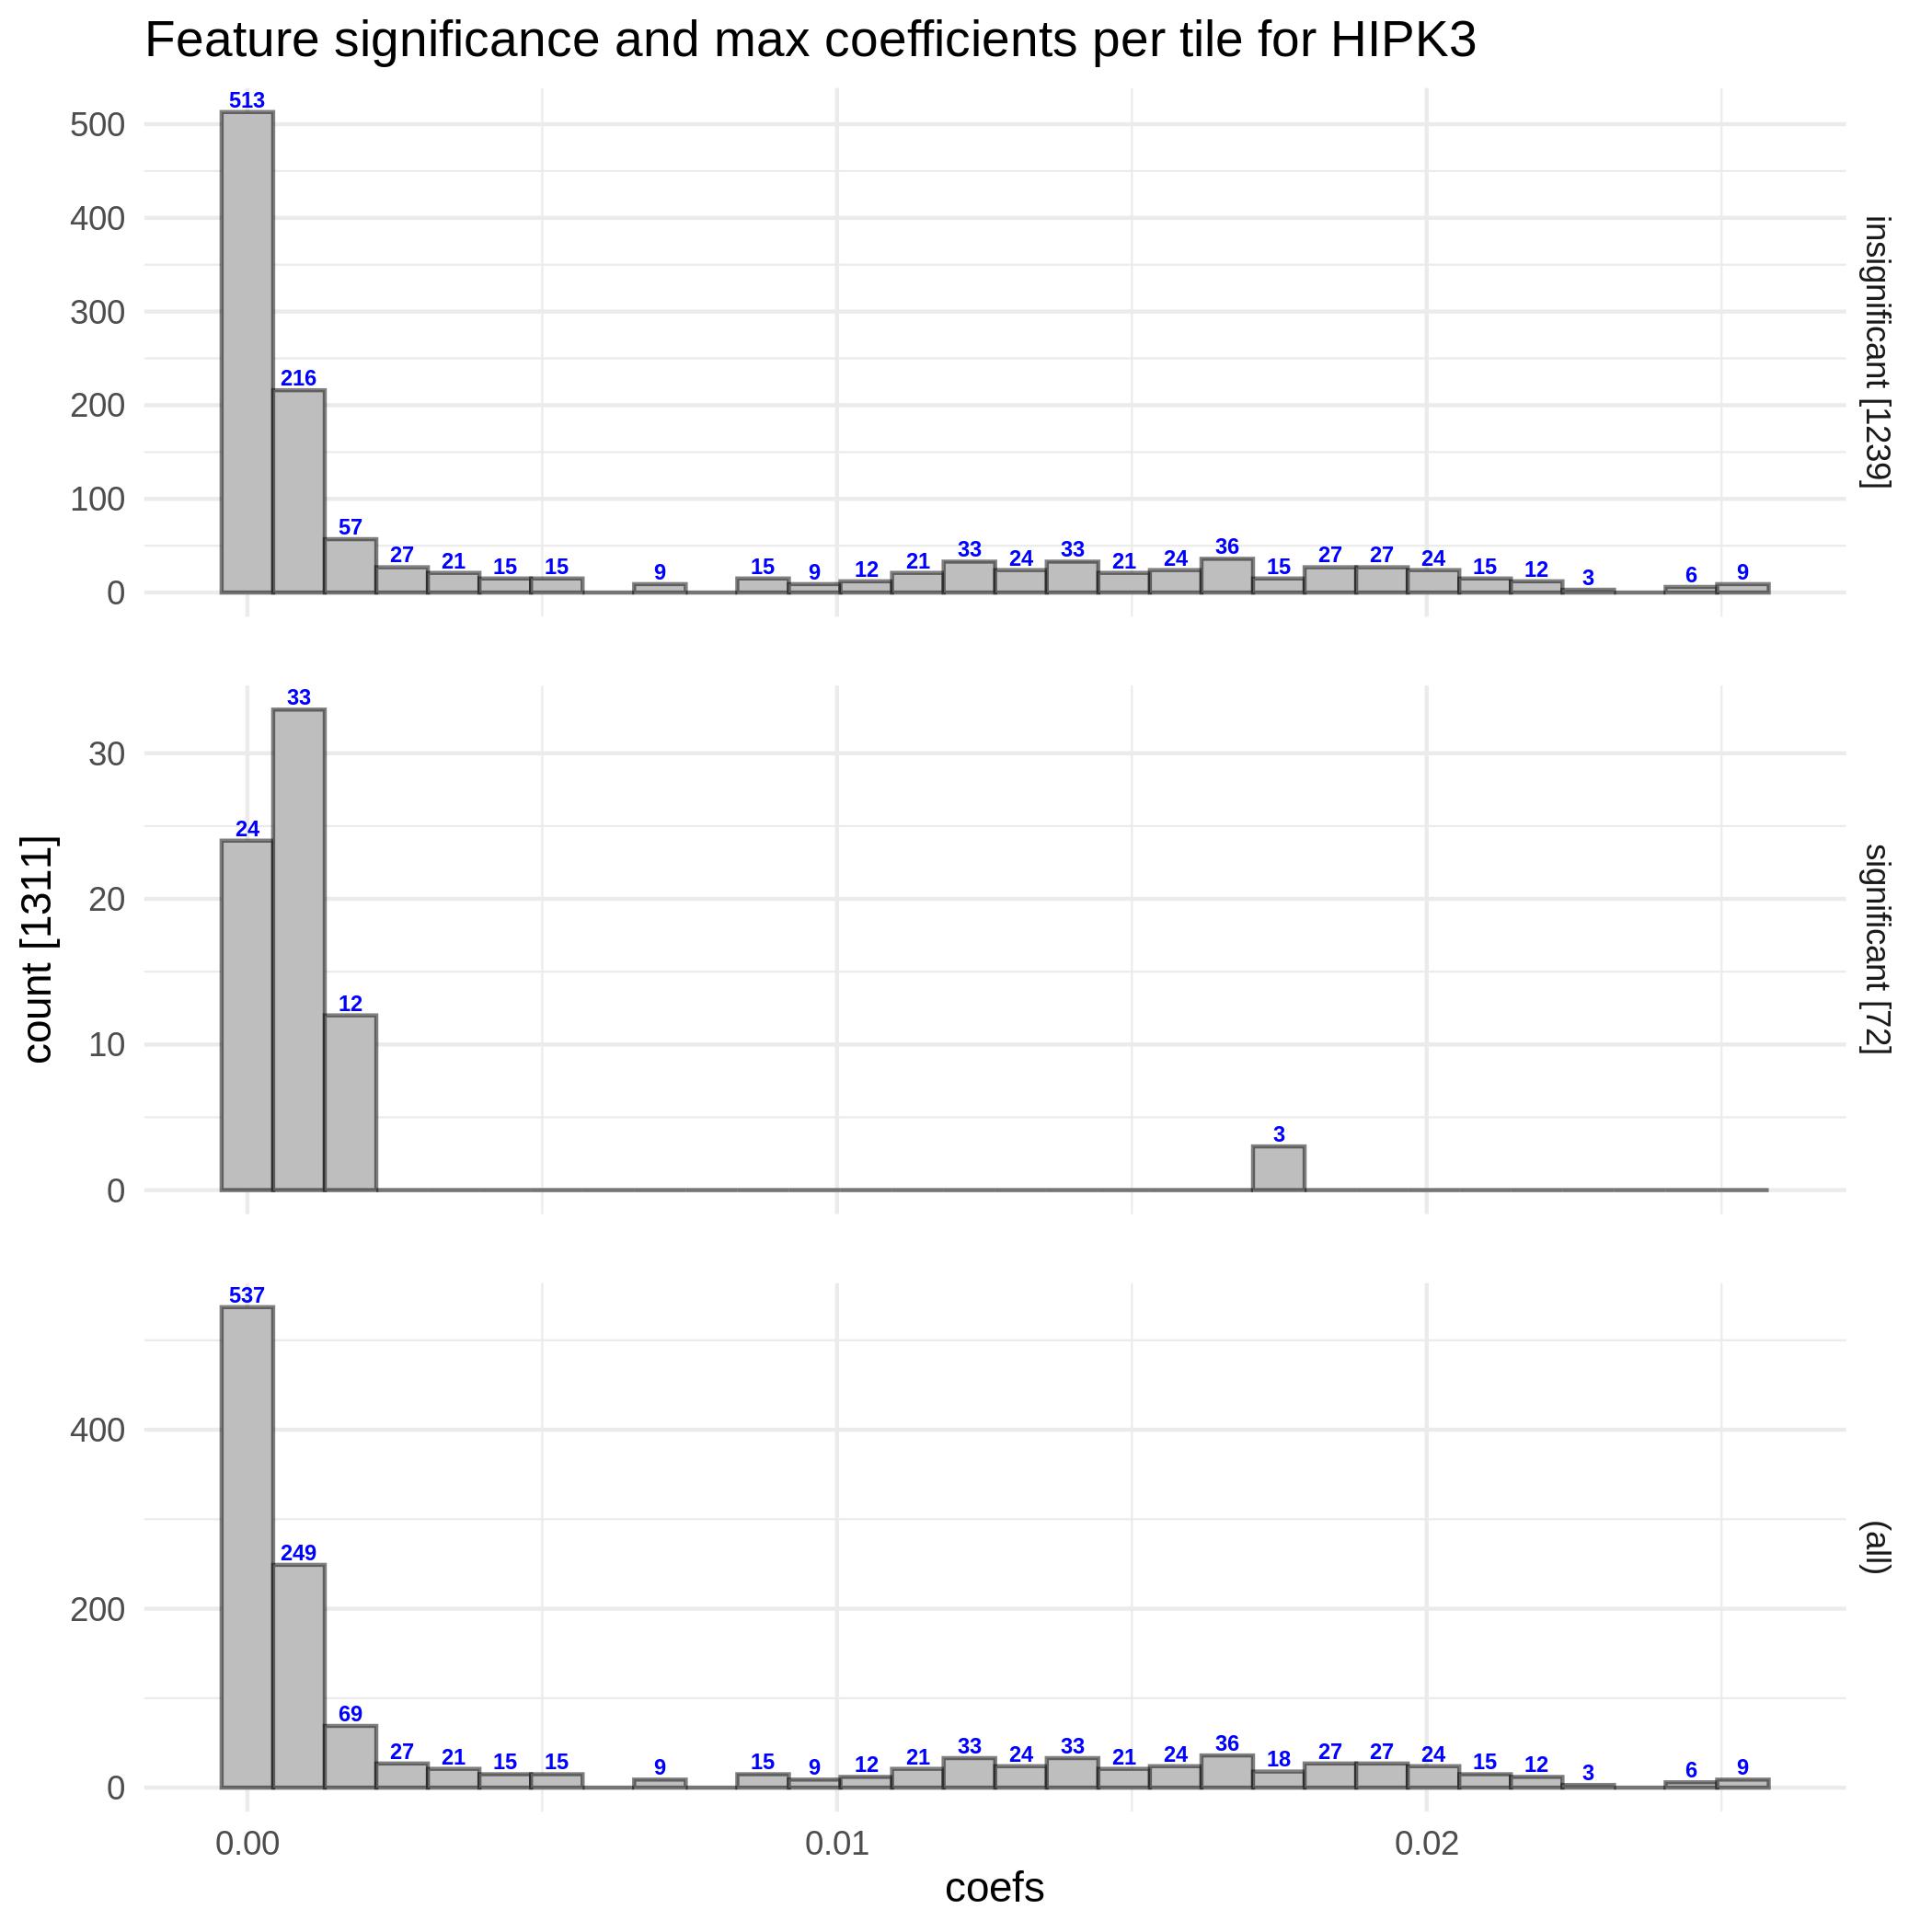 Feature significance and max coefficients per tile for HIPK3
513
500
400
300
216
200
100
57
27 21 15 15 9 15 9 12 21 33 24 33 21 24 36 15 27 27 24 15 12 3 6 9
0
insignificant [1239]
33
30
24
20
12
10
3
0
significant [72]
count [1311]
537
400
249
200
69
27 21 15 15 9 15 9 12 21 33 24 33 21 24 36 18 27 27 24 15 12 3 6 9
0
(all)
0.00 0.01 0.02
coefs